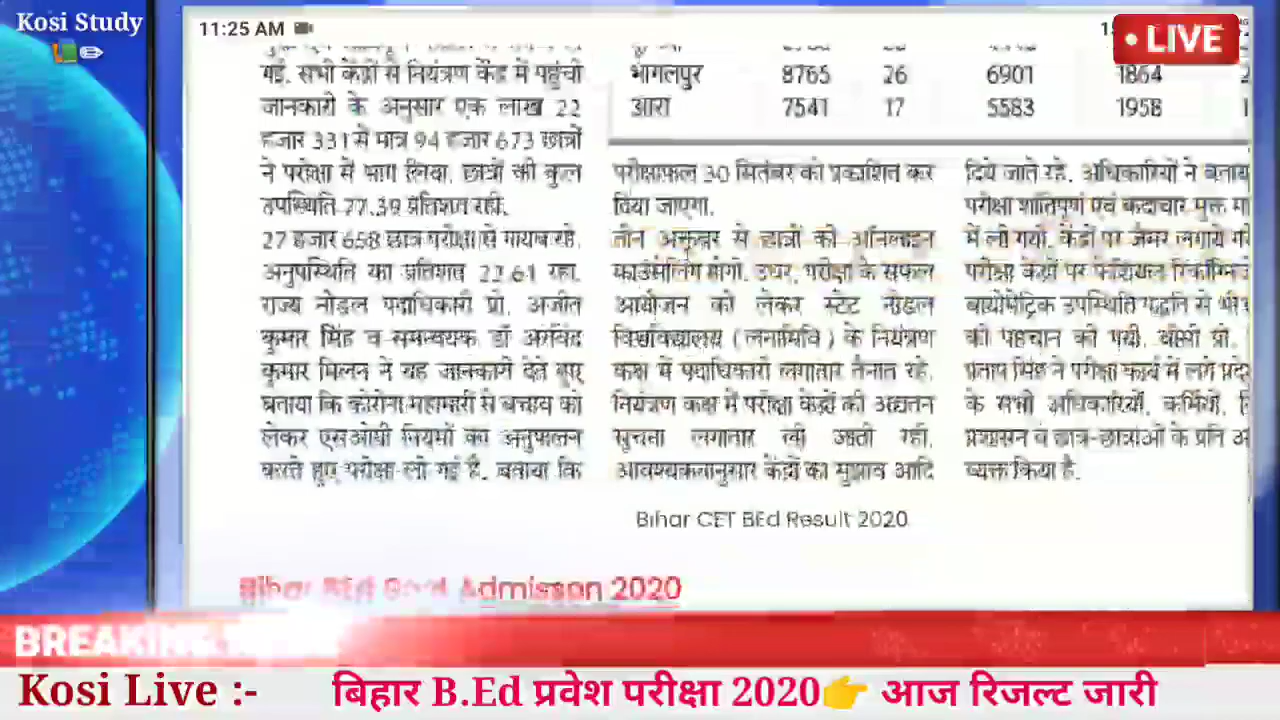 Kosi Study
11:25 AM
LIVE
गई. सभी केंद्रों से नियंत्रण केंद्र में पहुंची
जानकारी के अनुसार एक लाख 22
हजार 331 से मात्र 94 हजार 673 छात्रों
ने परीक्षा में भाग लिया. छात्रों की कुल
उपस्थिति 77.39 प्रतिशत रही.
27 हजार 658 छात्र परीक्षा से गायब रहे.
अनुपस्थिति का प्रतिशत 22.61 रहा.
राज्य नोडल पदाधिकारी प्रो. अजीत
कुमार सिंह व समन्वयक डॉ अरविंद
कुमार मिलन ने यह जानकारी देते हुए
बताया कि कोरोना महामारी से बचाव को
लेकर एसओपी नियमों का अनुपालन
करते हुए परीक्षा ली गई है. बताया कि
भागलपुर 8765 26 6901 1864
आरा 7541 17 5583 1958
परीक्षाफल 30 सितंबर को प्रकाशित कर
दिया जाएगा.
तीन अक्तूबर से छात्रों की ऑनलाइन
काउंसेलिंग होगी. उधर, परीक्षा के सफल
आयोजन को लेकर स्टेट नोडल
विश्वविद्यालय (लनामिवि) के नियंत्रण
कक्ष में पदाधिकारी लगातार तैनात रहे.
नियंत्रण कक्ष में परीक्षा केंद्रों की अद्यतन
सूचना लगातार ली जाती रही.
आवश्यकतानुसार केंद्रों का सुझाव आदि
दिये जाते रहे. अधिकारियों ने
परीक्षा शांतिपूर्ण एवं कदाचार मुक्त
में ली गयी. केंद्रों पर जैमर लगाये
परीक्षा केंद्रों पर फेशियल
बायोमेट्रिक उपस्थिति पद्धति से भी
की पहचान की गयी. वीसी प्रो.
प्रताप सिंह ने परीक्षा कार्य में लगे
के सभी अधिकारियों, कर्मियों,
प्रशासन व छात्र-छात्राओं के प्रति
व्यक्त किया है.
Bihar CET BEd Result 2020
Bihar BEd Admisson 2020
BREAKING
Kosi Live :- बिहार B.Ed प्रवेश परीक्षा 2020👉 आज रिजल्ट जारी